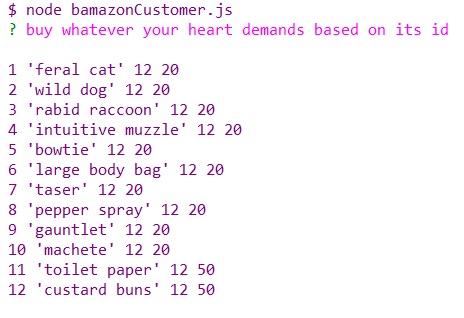 $ node bamazonCustomer.js
? buy whatever your heart demands based on its id
1 'feral cat' 12 20
2 'wild dog' 12 20
3 'rabid raccoon' 12 20
4 'intuitive muzzle' 12 20
5 'bowtie' 12 20
6 'large body bag' 12 20
7 'taser' 12 20
8 'pepper spray' 12 20
9 'gauntlet' 12 20
10 'machete' 12 20
11 'toilet paper' 12 50
12 'custard buns' 12 50